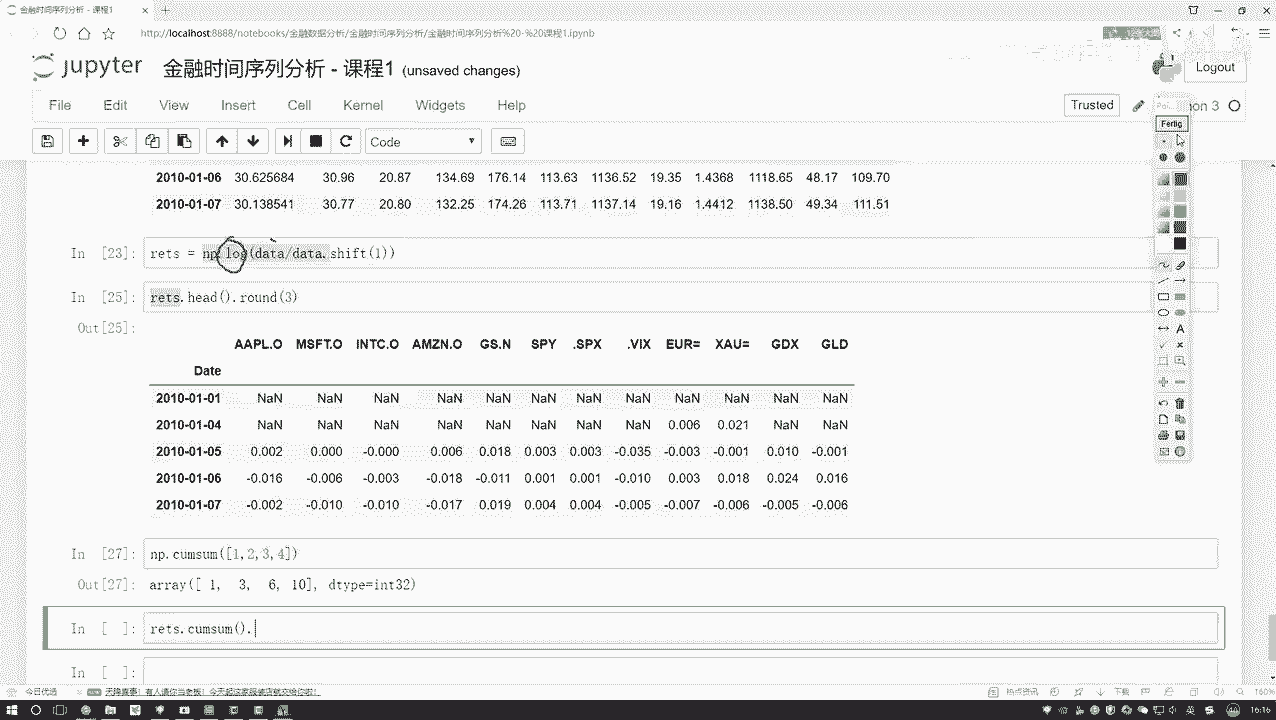 金融时间序列分析 - 课程1
http://localhost:8888/notebooks/金融数据分析/金融时间序列分析/金融时间序列分析%20-%20课程1.ipynb
jupyter 金融时间序列分析 - 课程1 (unsaved changes)
Logout
File Edit View Insert Cell Kernel Widgets Help
Trusted
on 3
Fertig
Code
2010-01-06 30.625684 30.96 20.87 134.69 176.14 113.63 1136.52 19.35 1.4368 1118.65 48.17 109.70
2010-01-07 30.138541 30.77 20.80 132.25 174.26 113.71 1137.14 19.16 1.4412 1138.50 49.34 111.51
In [23]: rets = np.log(data/data.shift(1))
In [25]: rets.head().round(3)
Out[25]:
AAPL.O MSFT.O INTC.O AMZN.O GS.N SPY .SPX .VIX EUR= XAU= GDX GLD
Date
2010-01-01 NaN NaN NaN NaN NaN NaN NaN NaN NaN NaN NaN NaN
2010-01-04 NaN NaN NaN NaN NaN NaN NaN NaN 0.006 0.021 NaN NaN
2010-01-05 0.002 0.000 -0.000 0.006 0.018 0.003 0.003 -0.035 -0.003 -0.001 0.010 -0.001
2010-01-06 -0.016 -0.006 -0.003 -0.018 -0.011 0.001 0.001 -0.010 0.003 0.018 0.024 0.016
2010-01-07 -0.002 -0.010 -0.010 -0.017 0.019 0.004 0.004 -0.005 -0.007 -0.006 -0.005 -0.006
In [27]: np.cumsum([1,2,3,4])
Out[27]: array([ 1, 3, 6, 10], dtype=int32)
In [ ]: rets.cumsum().
In [ ]:
今日优选
热点资讯
下载
160%
英
16:16